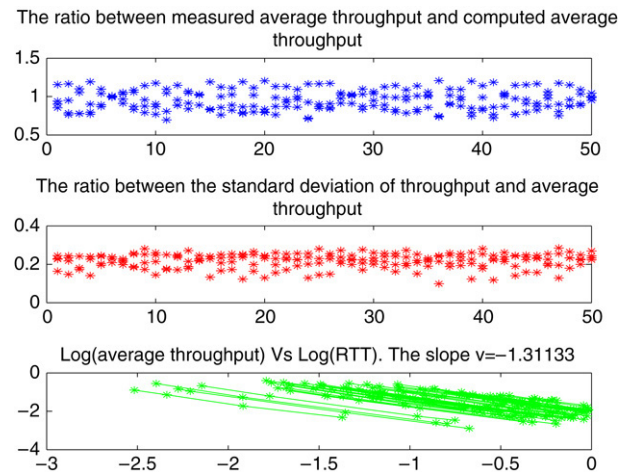 The ratio between measured average throughput and computed average
throughput
1.5
1
0.5
0 10 20 30 40 50
The ratio between the standard deviation of throughput and average
throughput
0.4
0.2
0
0 10 20 30 40 50
Log(average throughput) Vs Log(RTT). The slope v=−1.31133
0
−2
−4
−3 −2.5 −2 −1.5 −1 −0.5 0